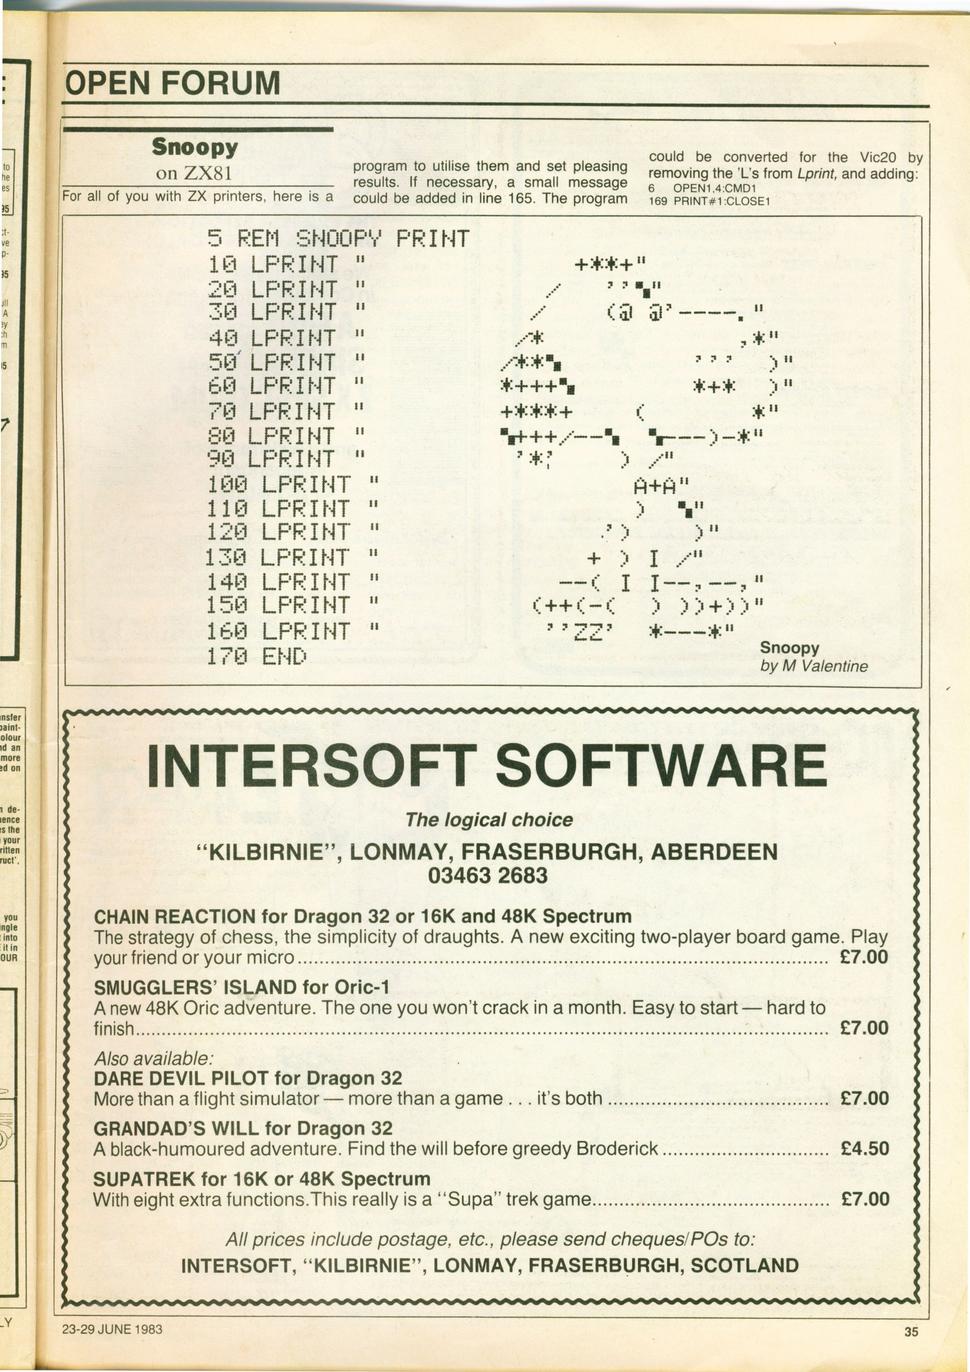 OPEN FORUM
Snoopy
on ZX81
For all of you with ZX printers, here is a
program to utilise them and set pleasing
results. If necessary, a small message
could be added in line 165. The program
could be converted for the Vic20 by
removing the 'L's from Lprint, and adding:
6 OPEN1,4:CMD1
169 PRINT#1:CLOSE1
5 REM SNOOPY PRINT
10 LPRINT "                  +**+"
20 LPRINT "               /     ''▚"
30 LPRINT "              /       (@ @'----. "
40 LPRINT "            /*                ,*"
50 LPRINT "           /**▚            '''   )"
60 LPRINT "           *+++▚           *+*   )"
70 LPRINT "           +***+       (         *"
80 LPRINT "           ▚+++/--▚  ▚---)-*"
90 LPRINT "            '*;       )  /"
100 LPRINT "                      A+A"
110 LPRINT "                      )   ▚"
120 LPRINT "                   .')      )"
130 LPRINT "                  +  )  I  /"
140 LPRINT "               --(  I  I--,--,"
150 LPRINT "             (++(-(   )  ))+))"
160 LPRINT "              ''ZZ'   *---*"
170 END
Snoopy
by M Valentine
INTERSOFT SOFTWARE
The logical choice
"KILBIRNIE", LONMAY, FRASERBURGH, ABERDEEN
03463 2683
CHAIN REACTION for Dragon 32 or 16K and 48K Spectrum
The strategy of chess, the simplicity of draughts. A new exciting two-player board game. Play
your friend or your micro ........ £7.00
SMUGGLERS' ISLAND for Oric-1
A new 48K Oric adventure. The one you won't crack in a month. Easy to start — hard to
finish........ £7.00
Also available:
DARE DEVIL PILOT for Dragon 32
More than a flight simulator — more than a game . . . it's both ........ £7.00
GRANDAD'S WILL for Dragon 32
A black-humoured adventure. Find the will before greedy Broderick ........ £4.50
SUPATREK for 16K or 48K Spectrum
With eight extra functions.This really is a "Supa" trek game........ £7.00
All prices include postage, etc., please send cheques/POs to:
INTERSOFT, "KILBIRNIE", LONMAY, FRASERBURGH, SCOTLAND
23-29 JUNE 1983
35